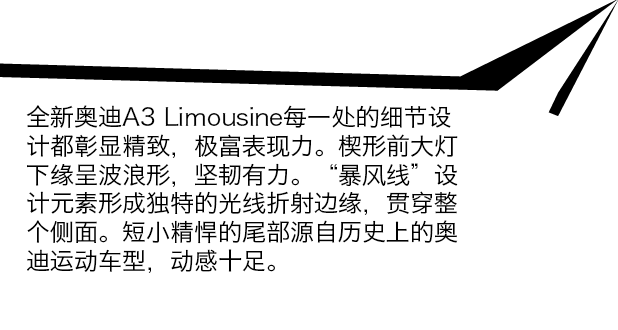 全新奥迪A3 Limousine每一处的细节设
计都彰显精致，极富表现力。楔形前大灯
下缘呈波浪形，坚韧有力。“暴风线”设
计元素形成独特的光线折射边缘，贯穿整
个侧面。短小精悍的尾部源自历史上的奥
迪运动车型，动感十足。